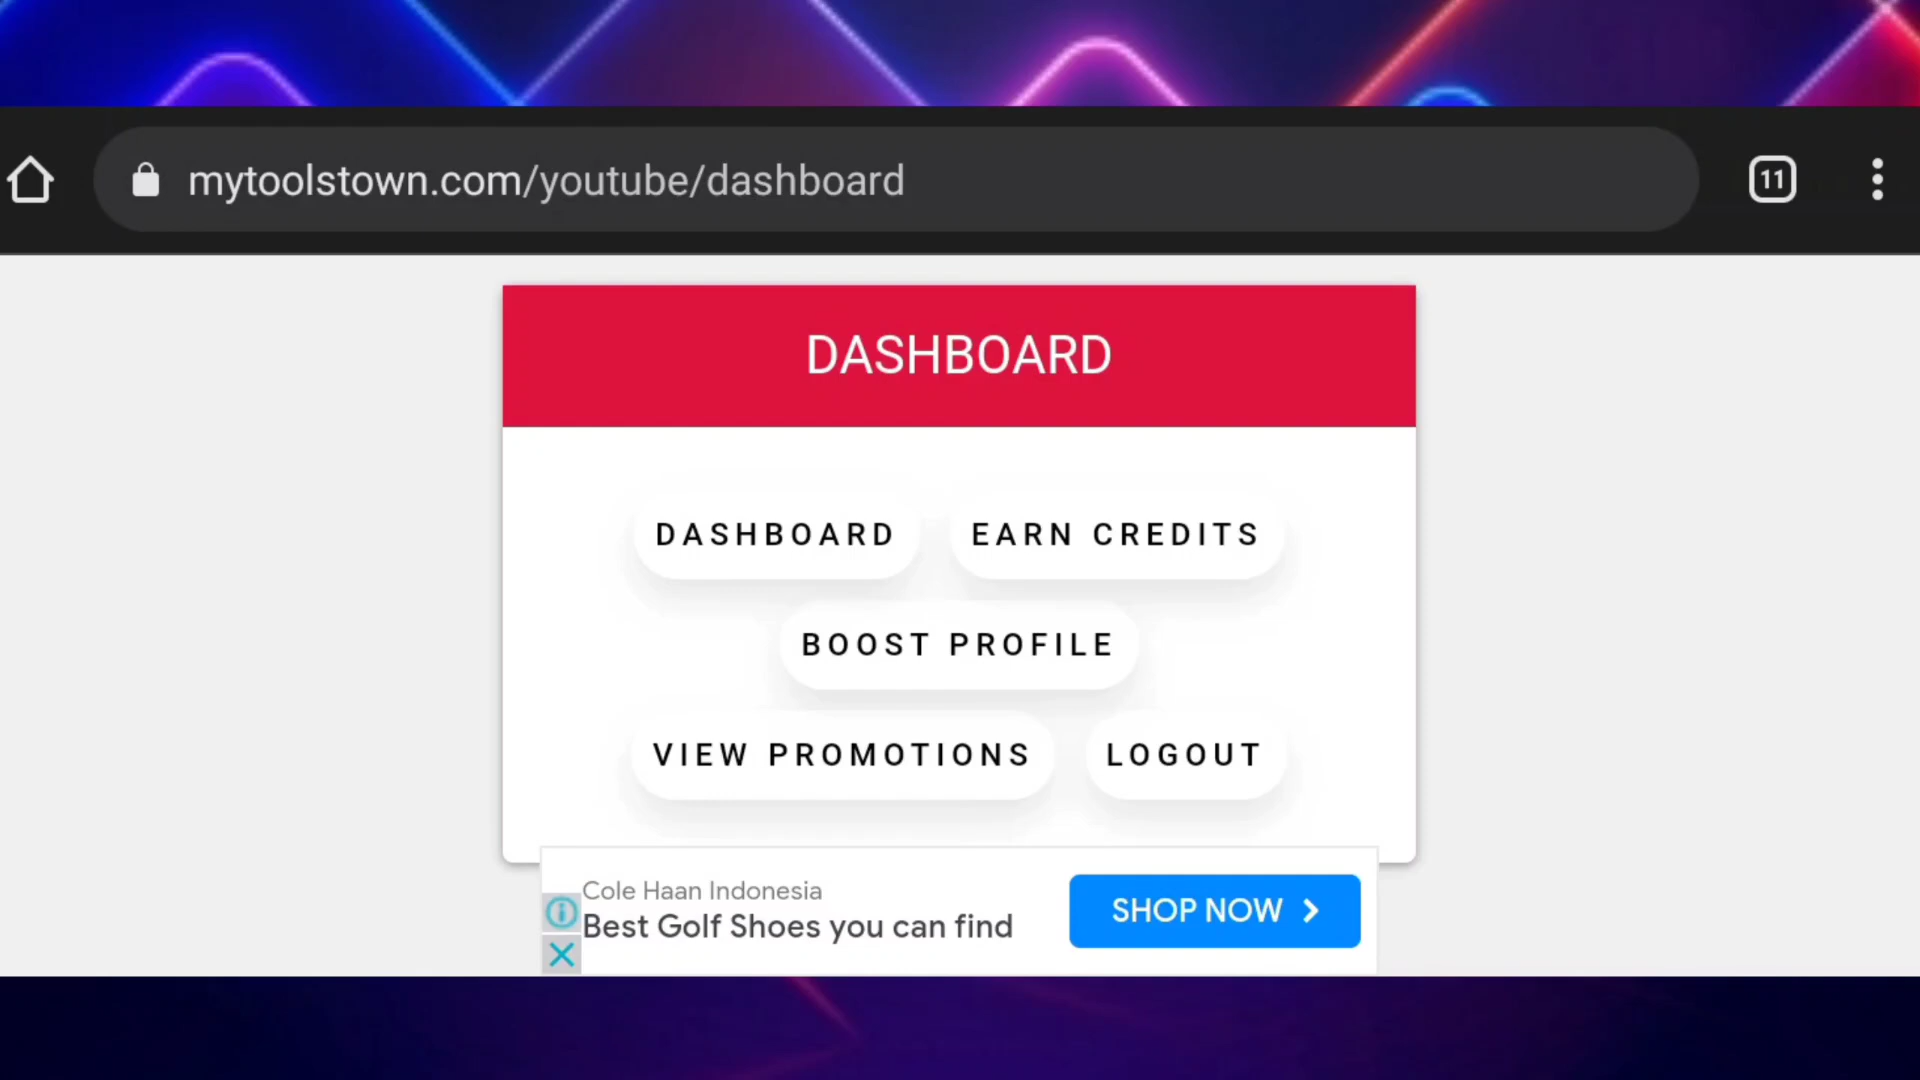 mytoolstown.com/youtube/dashboard
11
DASHBOARD
DASHBOARD EARN CREDITS
BOOST PROFILE
VIEW PROMOTIONS LOGOUT
Cole Haan Indonesia
Best Golf Shoes you can find
SHOP NOW